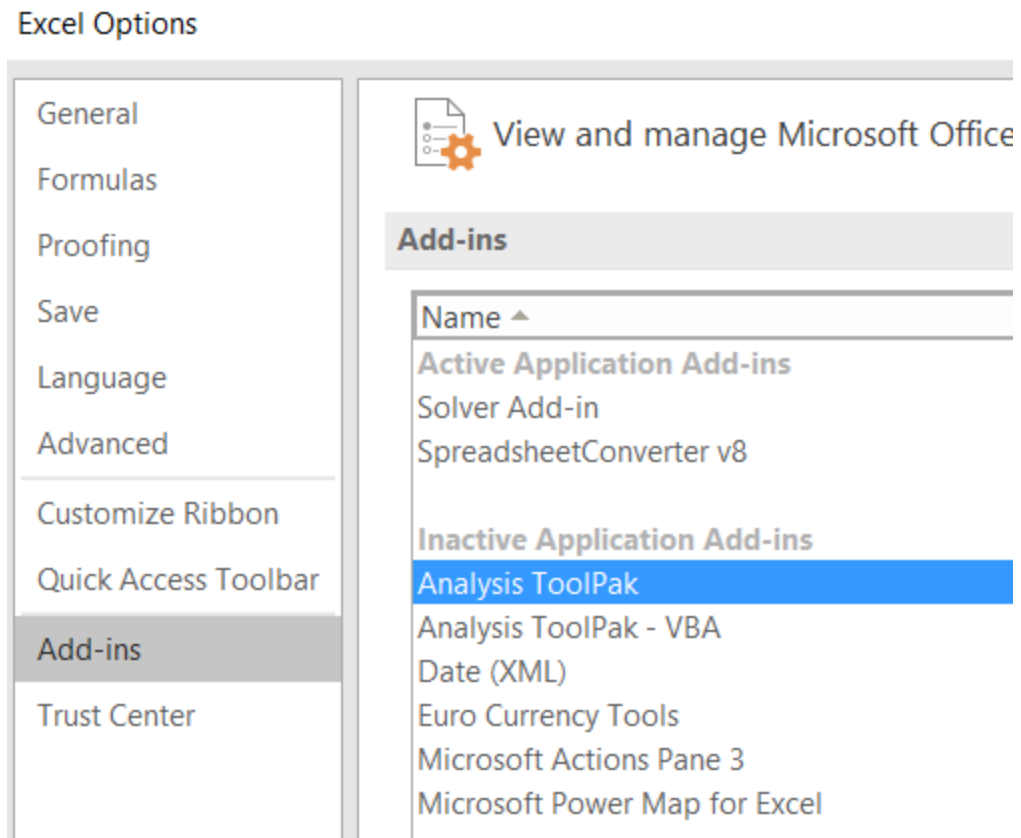 Excel Options
General
Formulas
Proofing
Save
Language
Advanced
Customize Ribbon
Quick Access Toolbar
Add-ins
Trust Center
View and manage Microsoft Office
Add-ins
Name
Active Application Add-ins
Solver Add-in
SpreadsheetConverter v8
Inactive Application Add-ins
Analysis ToolPak
Analysis ToolPak - VBA
Date (XML)
Euro Currency Tools
Microsoft Actions Pane 3
Microsoft Power Map for Excel